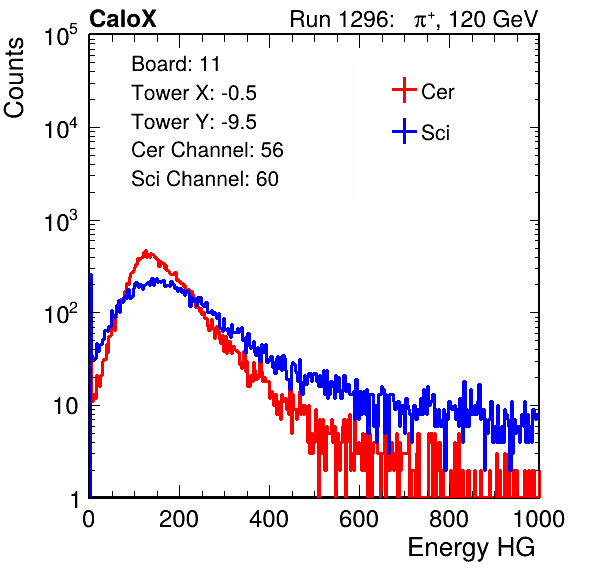 CaloX Run 1296: π⁺, 120 GeV
Counts
10⁵
10⁴
10³
10²
10
1
Board: 11
Tower X: -0.5
Tower Y: -9.5
Cer Channel: 56
Sci Channel: 60
Cer
Sci
0 200 400 600 800 1000
Energy HG